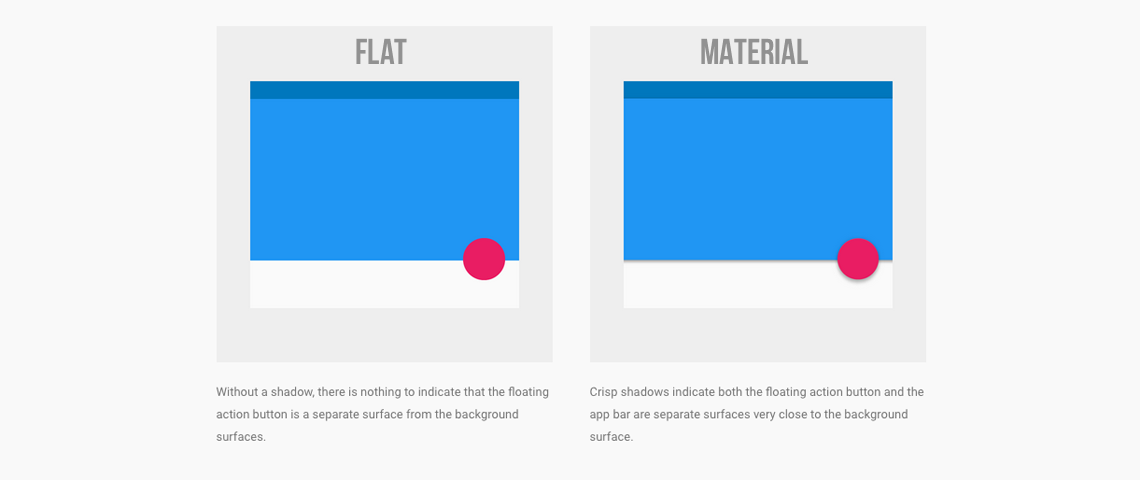 FLAT
MATERIAL
Without a shadow, there is nothing to indicate that the floating
action button is a separate surface from the background
surfaces.
Crisp shadows indicate both the floating action button and the
app bar are separate surfaces very close to the background
surface.